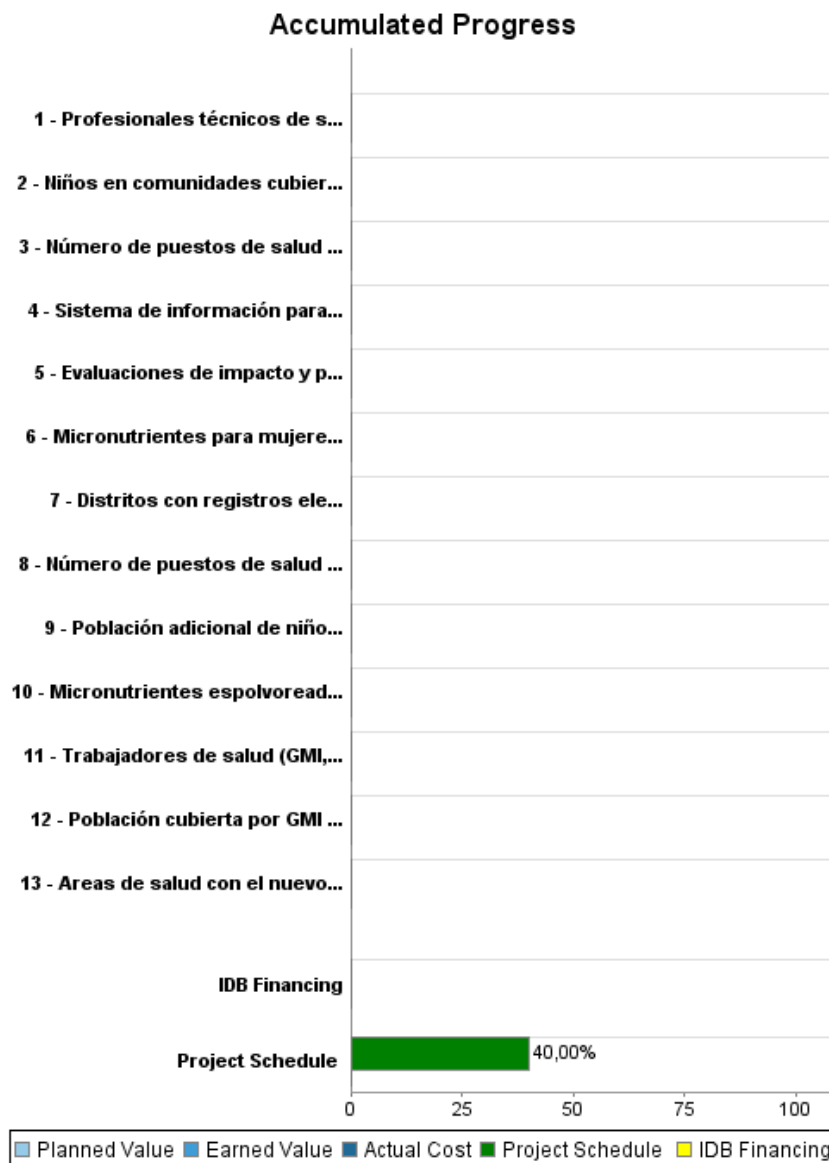 Accumulated Progress
1 - Profesionales técnicos de s...
2 - Niños en comunidades cubier...
3 - Número de puestos de salud ...
4 - Sistema de información para...
5 - Evaluaciones de impacto y p...
6 - Micronutrientes para mujere...
7 - Distritos con registros ele...
8 - Número de puestos de salud ...
9 - Población adicional de niño...
10 - Micronutrientes espolvoread...
11 - Trabajadores de salud (GMI,...
12 - Población cubierta por GMI ...
13 - Areas de salud con el nuevo...
IDB Financing
Project Schedule 40,00%
0 25 50 75 100
Planned Value Earned Value Actual Cost Project Schedule IDB Financing